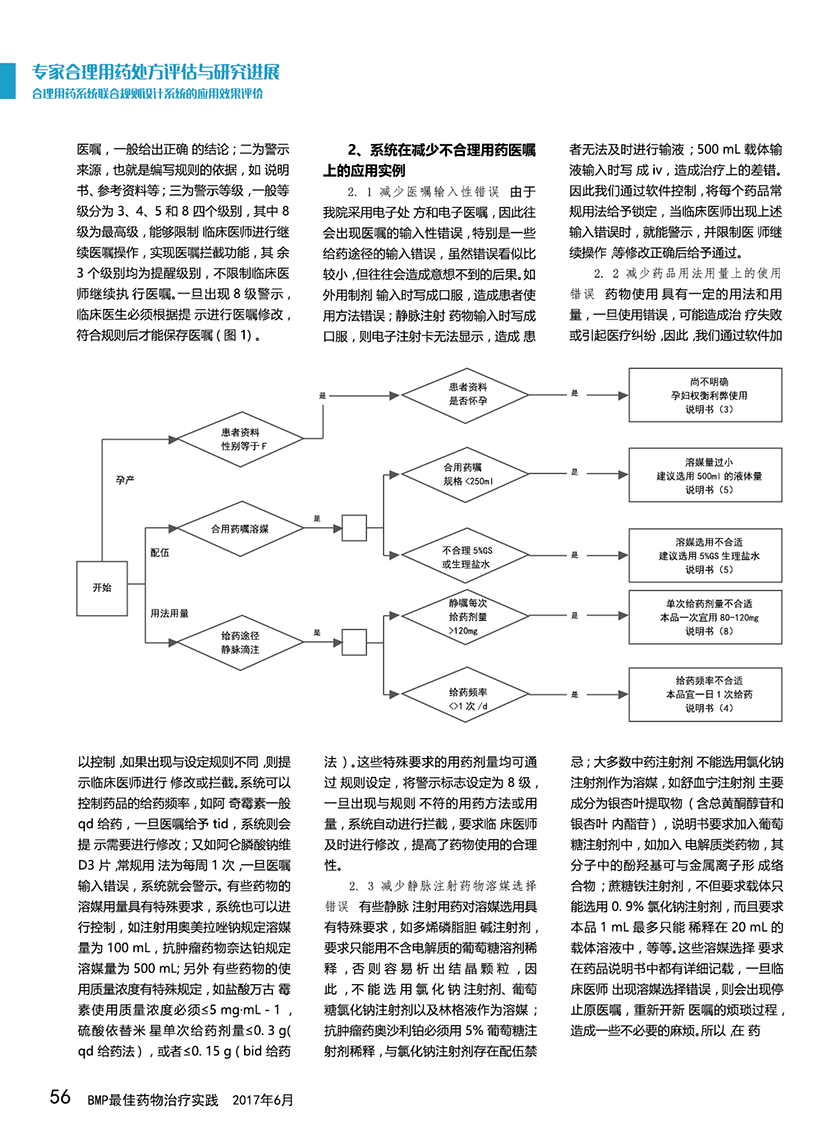 专家合理用药处方评估与研究进展
合理用药系统联合规则设计系统的应用效果评价
医嘱，一般给出正确 的结论；二为警示
来源，也就是编写规则的依据，如 说明
书、参考资料等；三为警示等级，一般等
级分为 3、4、5 和 8 四个级别，其中 8
级为最高级，能够限制 临床医师进行继
续医嘱操作，实现医嘱拦截功能，其 余
3 个级别均为提醒级别，不限制临床医
师继续执 行医嘱。一旦出现 8 级警示，
临床医生必须根据提 示进行医嘱修改，
符合规则后才能保存医嘱（图 1）。
2、系统在减少不合理用药医嘱
上的应用实例
2. 1 减少医嘱输入性错误 由于
我院采用电子处 方和电子医嘱，因此往
会出现医嘱的输入性错误，特别是一些
给药途径的输入错误，虽然错误看似比
较小，但往往会造成意想不到的后果。如
外用制剂 输入时写成口服，造成患者使
用方法错误；静脉注射 药物输入时写成
口服，则电子注射卡无法显示，造成 患
者无法及时进行输液；500 mL 载体输
液输入时写 成 iv，造成治疗上的差错。
因此我们通过软件控制，将每个药品常
规用法给予锁定，当临床医师出现上述
输入错误时，就能警示，并限制医 师继
续操作，等修改正确后给予通过。
2. 2 减少药品用法用量上的使用
错误 药物使用 具有一定的用法和用
量，一旦使用错误，可能造成治 疗失败
或引起医疗纠纷，因此，我们通过软件加
开始
孕产
配伍
用法用量
患者资料
性别等于 F
是
患者资料
是否怀孕
是
尚不明确
孕妇权衡利弊使用
说明书（3）
合用药嘱溶媒
是
合用药嘱
规格 <250ml
是
溶媒量过小
建议选用 500ml 的液体量
说明书（5）
不合理 5%GS
或生理盐水
是
溶媒选用不合适
建议选用 5%GS 生理盐水
说明书（5）
给药途径
静脉滴注
是
静嘱每次
给药剂量
>120mg
是
单次给药剂量不合适
本品一次宜用 80-120mg
说明书（8）
给药频率
<>1 次 /d
是
给药频率不合适
本品宜一日 1 次给药
说明书（4）
以控制，如果出现与设定规则不同，则提
示临床医师进行 修改或拦截。系统可以
控制药品的给药频率，如阿 奇霉素一般
qd 给药，一旦医嘱给予 tid，系统则会
提 示需要进行修改；又如阿仑膦酸钠维
D3 片，常规用 法为每周 1 次，一旦医嘱
输入错误，系统就会警示。有些药物的
溶媒用量具有特殊要求，系统也可以进
行控制，如注射用奥美拉唑钠规定溶媒
量为 100 mL，抗肿瘤药物奈达铂规定
溶媒量为 500 mL; 另外 有些药物的使
用质量浓度有特殊规定，如盐酸万古 霉
素使用质量浓度必须≤5 mg·mL－1，
硫酸依替米 星单次给药剂量≤0. 3 g(
qd 给药法），或者≤0. 15 g（bid 给药
法）。这些特殊要求的用药剂量均可通
过 规则设定，将警示标志设定为 8 级，
一旦出现与规则 不符的用药方法或用
量，系统自动进行拦截，要求临 床医师
及时进行修改，提高了药物使用的合理
性。
2. 3 减少静脉注射药物溶媒选择
错误 有些静脉 注射用药对溶媒选用具
有特殊要求，如多烯磷脂胆 碱注射剂，
要求只能用不含电解质的葡萄糖溶剂稀
释，否则容易析出结晶颗粒，因
此，不能选用氯化钠注射剂、葡萄
糖氯化钠注射剂以及林格液作为溶媒；
抗肿瘤药奥沙利铂必须用 5% 葡萄糖注
射剂稀释，与氯化钠注射剂存在配伍禁
忌；大多数中药注射剂 不能选用氯化钠
注射剂作为溶媒，如舒血宁注射剂 主要
成分为银杏叶提取物（含总黄酮醇苷和
银杏叶 内酯苷），说明书要求加入葡萄
糖注射剂中，如加入 电解质类药物，其
分子中的酚羟基可与金属离子形 成络
合物；蔗糖铁注射剂，不但要求载体只
能选用 0. 9% 氯化钠注射剂，而且要求
本品 1 mL 最多只能 稀释在 20 mL 的
载体溶液中，等等。这些溶媒选择 要求
在药品说明书中都有详细记载，一旦临
床医师 出现溶媒选择错误，则会出现停
止原医嘱，重新开新 医嘱的烦琐过程，
造成一些不必要的麻烦。所以，在 药
56 BMP最佳药物治疗实践 2017年6月